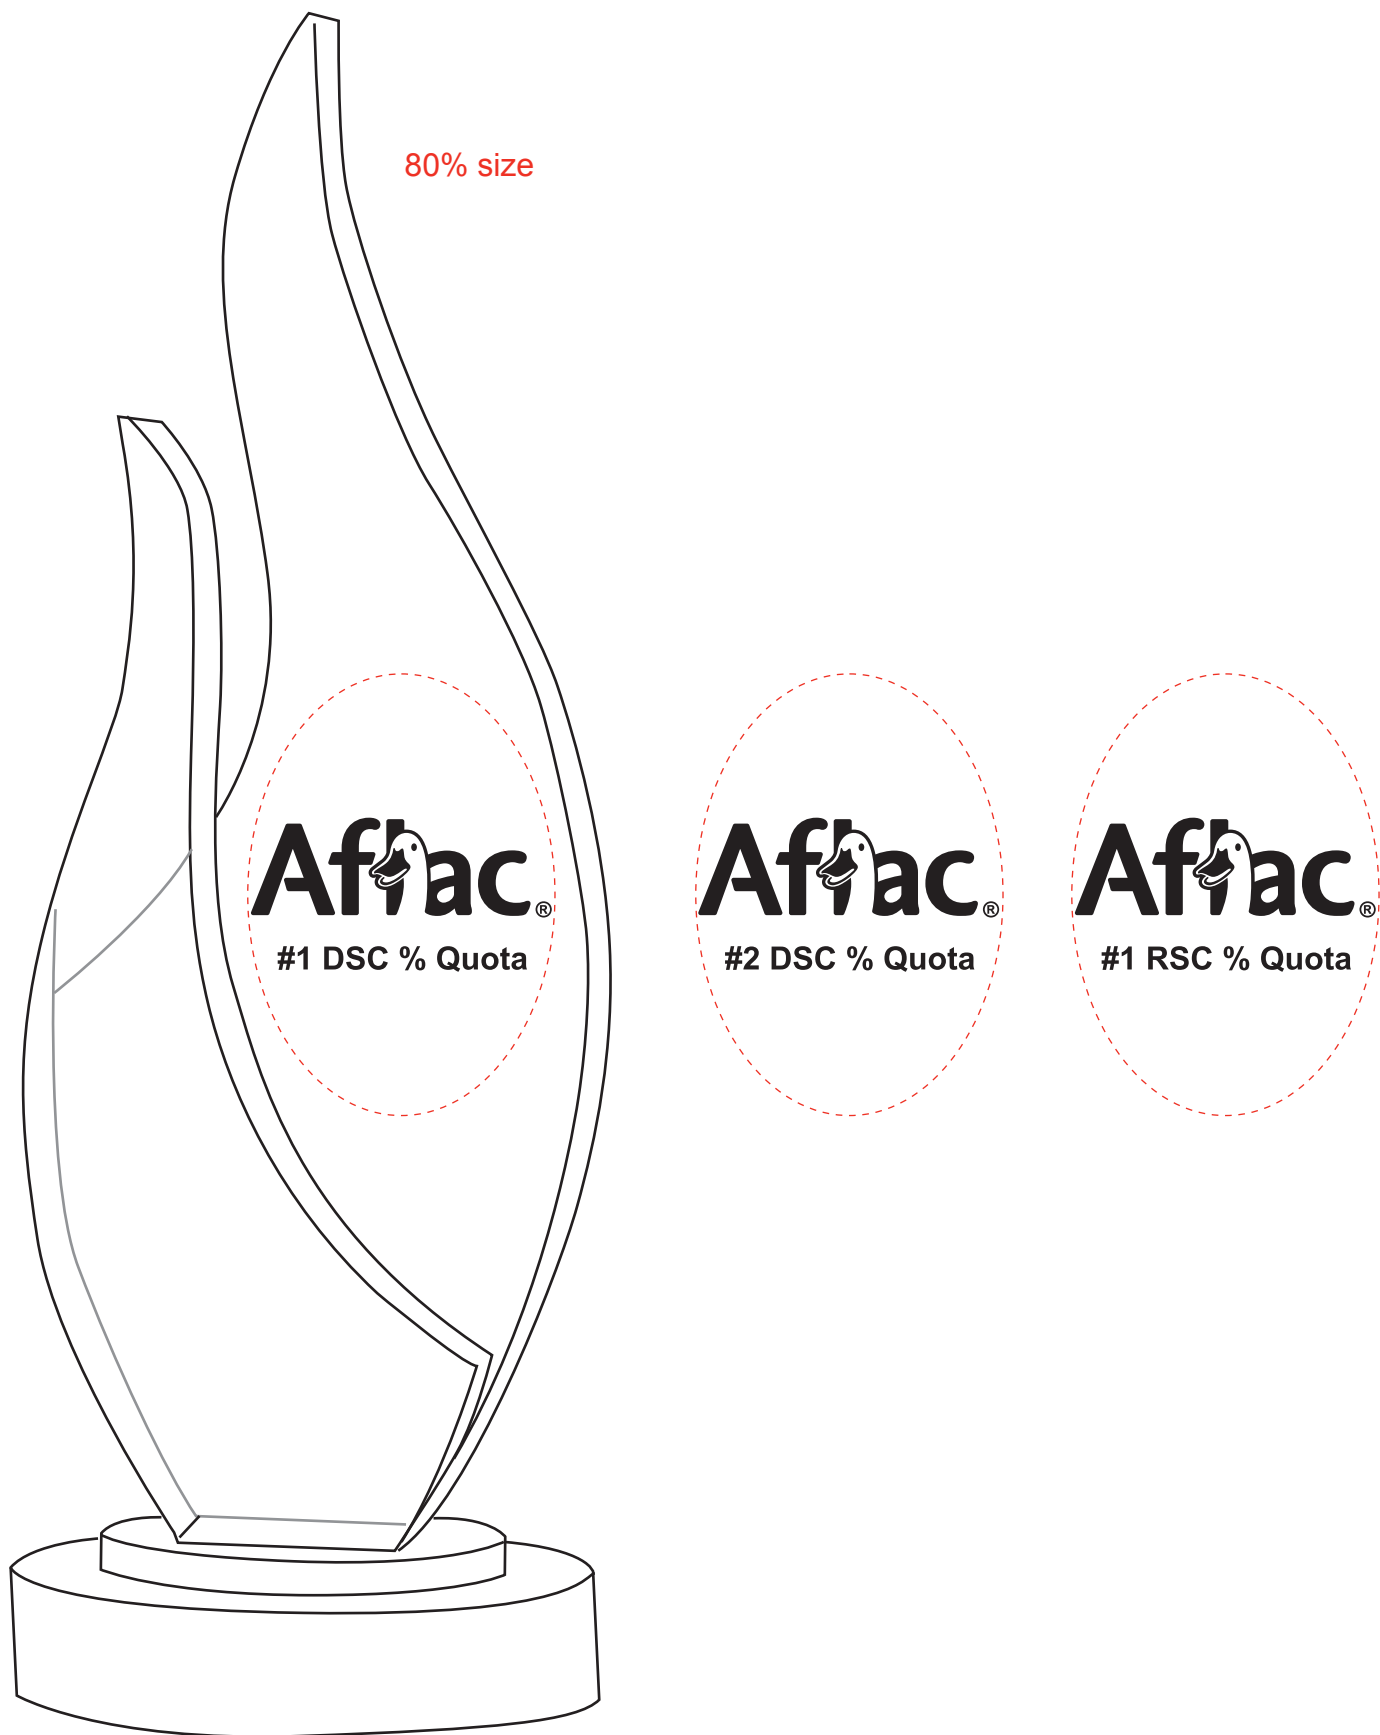 80% size
Aflac®
#1 DSC % Quota
Aflac®
#2 DSC % Quota
Aflac®
#1 RSC % Quota